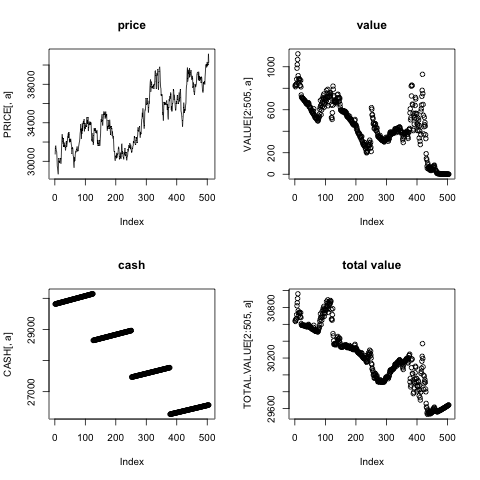 price
PRICE[, a]
30000 34000 38000
0 100 200 300 400 500
Index
value
VALUE[2:505, a]
0 200 600 1000
0 100 200 300 400 500
Index
cash
CASH[, a]
27000 29000
0 100 200 300 400 500
Index
total value
TOTAL.VALUE[2:505, a]
29600 30200 30800
0 100 200 300 400 500
Index